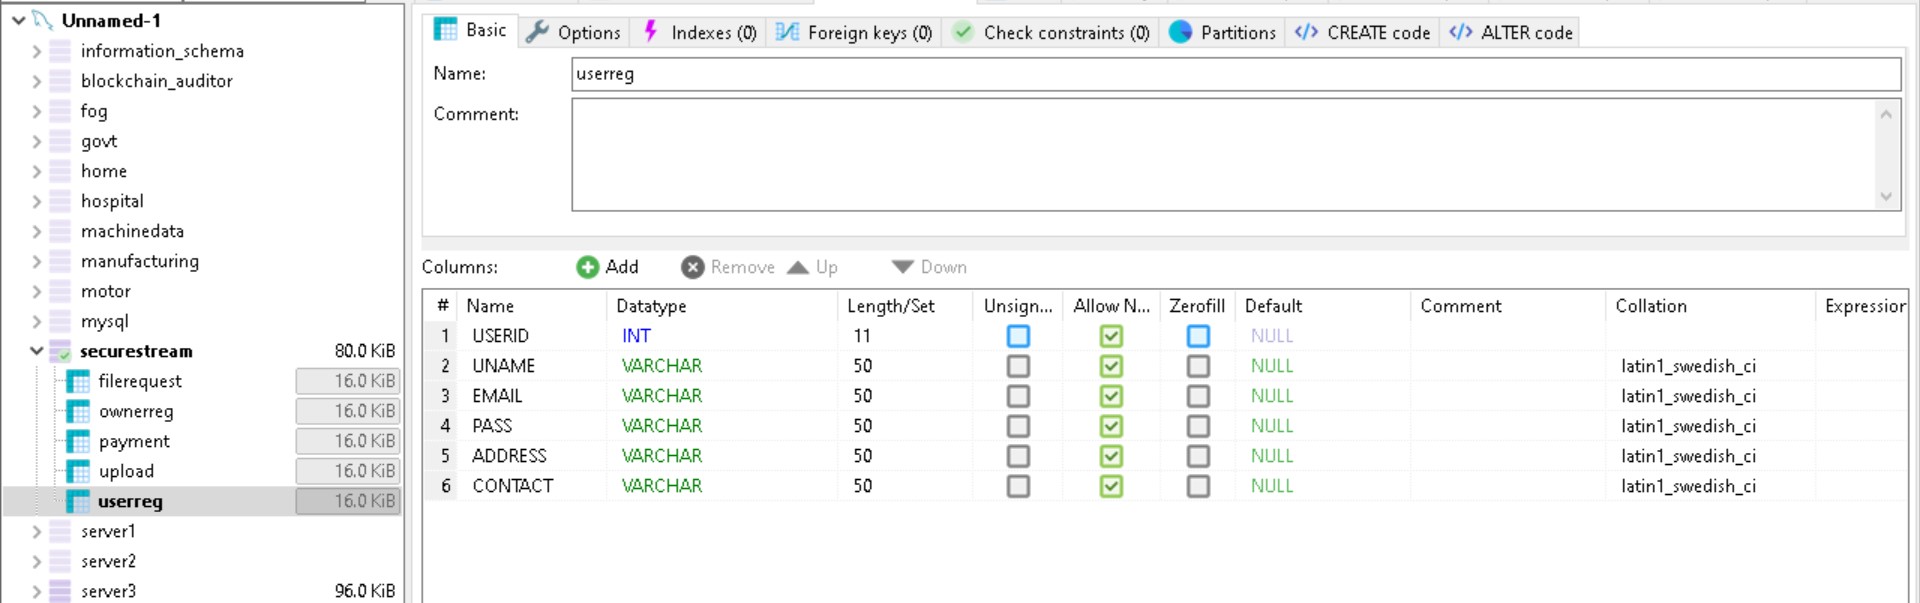 Unnamed-1
information_schema
blockchain_auditor
fog
govt
home
hospital
machinedata
manufacturing
motor
mysql
securestream 80.0 KiB
filerequest 16.0 KiB
ownerreg 16.0 KiB
payment 16.0 KiB
upload 16.0 KiB
userreg 16.0 KiB
server1
server2
server3 96.0 KiB
Basic Options Indexes (0) Foreign keys (0) Check constraints (0) Partitions </> CREATE code </> ALTER code
Name: userreg
Comment:
Columns: Add Remove Up Down
# Name Datatype Length/Set Unsign... Allow N... Zerofill Default Comment Collation Expression
1 USERID INT 11 NULL
2 UNAME VARCHAR 50 NULL latin1_swedish_ci
3 EMAIL VARCHAR 50 NULL latin1_swedish_ci
4 PASS VARCHAR 50 NULL latin1_swedish_ci
5 ADDRESS VARCHAR 50 NULL latin1_swedish_ci
6 CONTACT VARCHAR 50 NULL latin1_swedish_ci